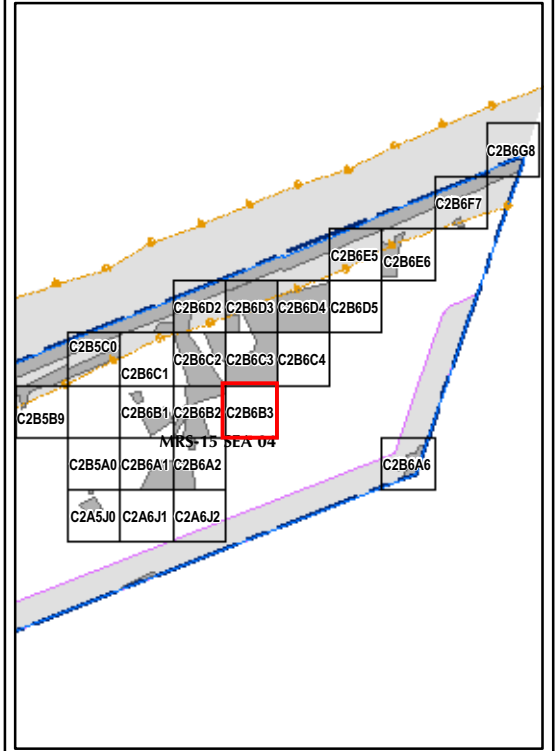 C2B6G8
C2B6F7
C2B6E5
C2B6E6
C2B6D2 C2B6D3 C2B6D4 C2B6D5
C2B5C0
C2B6C1 C2B6C2 C2B6C3 C2B6C4
C2B5B9 C2B6B1 C2B6B2 C2B6B3
MRS-15 SEA 04
C2B5A0 C2B6A1 C2B6A2 C2B6A6
C2A5J0 C2A6J1 C2A6J2